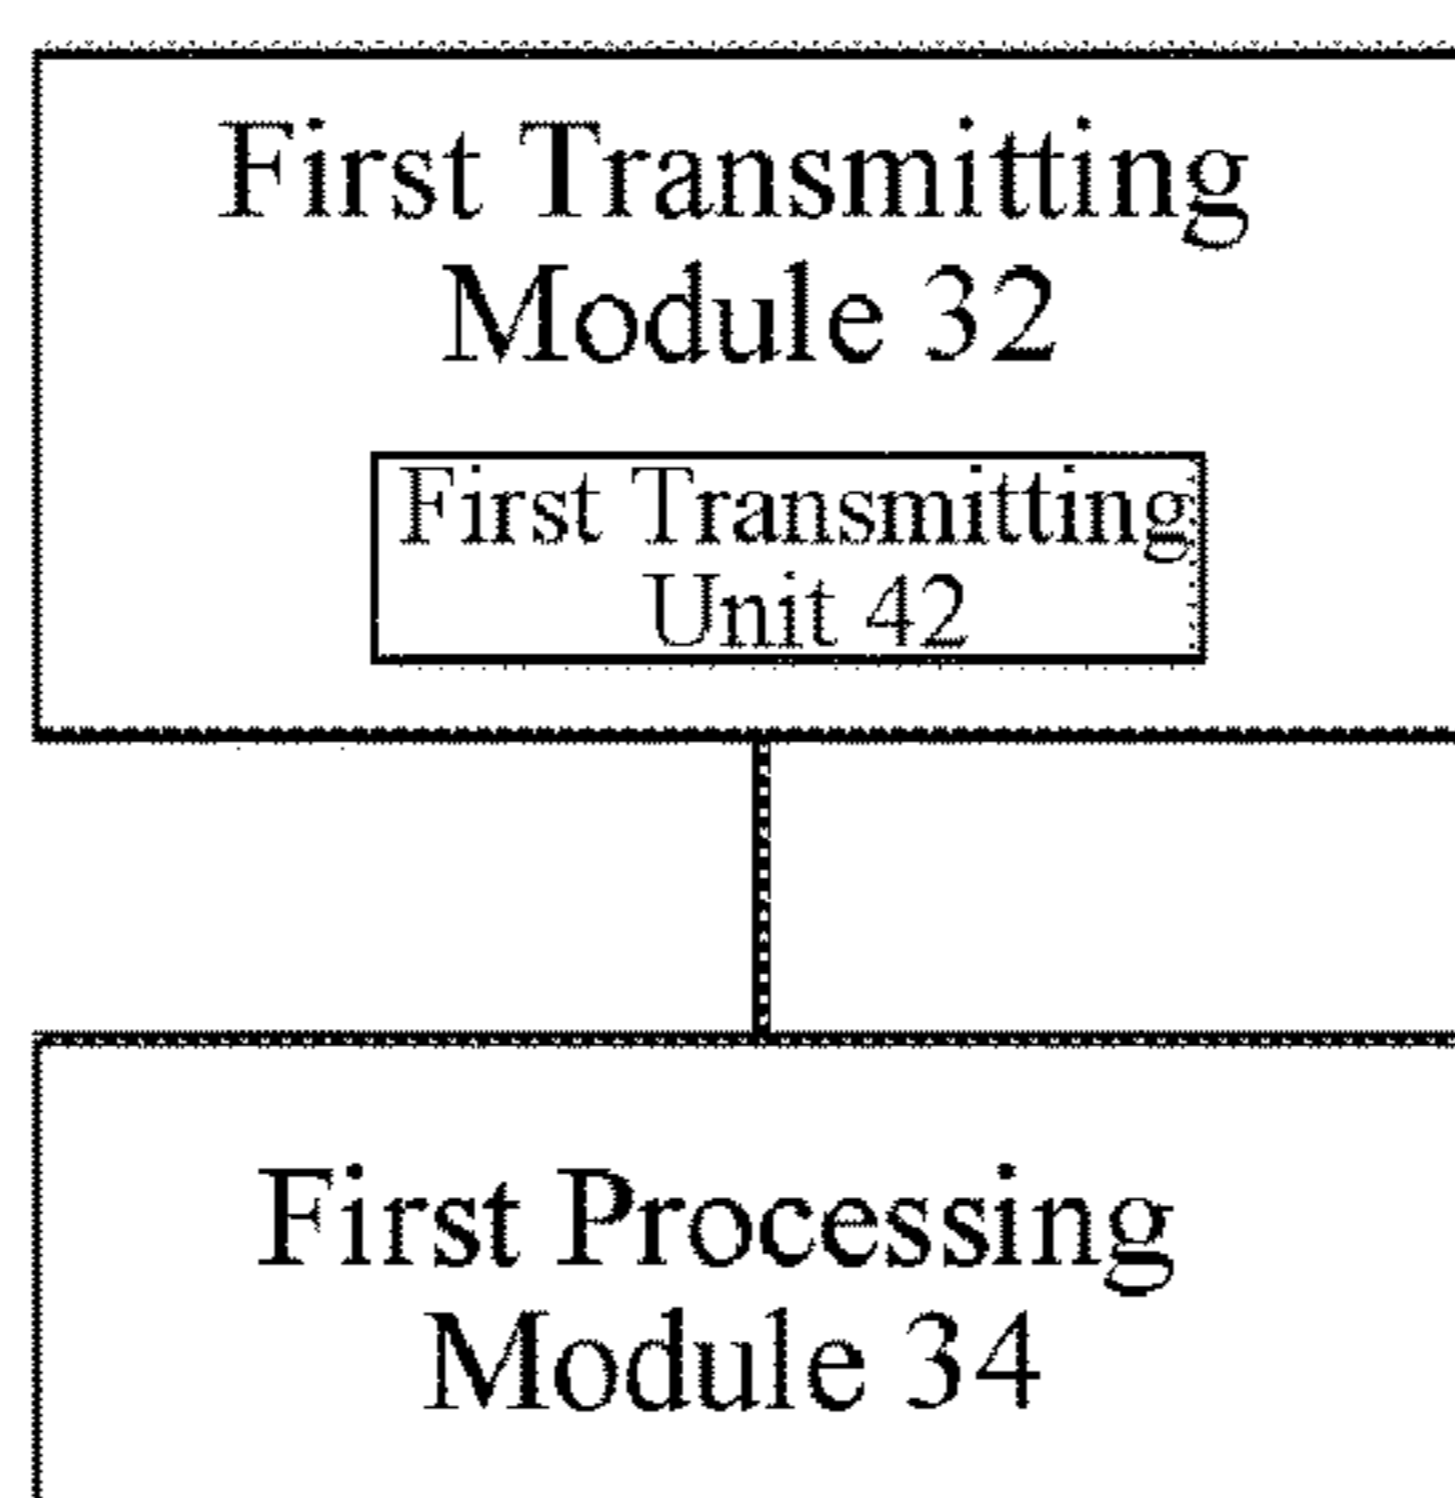 First Transmitting
Module 32
First Transmitting
Unit 42
First Processing
Module 34